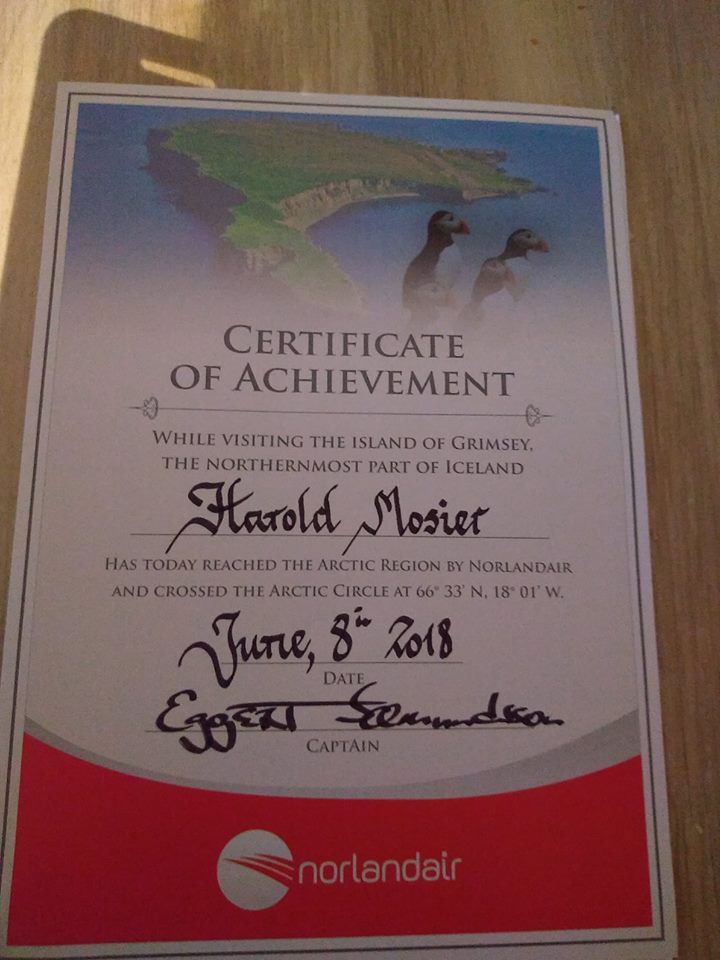 Certificate
of Achievement
While visiting the island of Grimsey,
the northernmost part of Iceland
Harold Mosier
Has today reached the Arctic Region by Norlandair
and crossed the Arctic Circle at 66° 33' N, 18° 01' W.
June, 8th 2018
Date
Eggert
Captain
norlandair